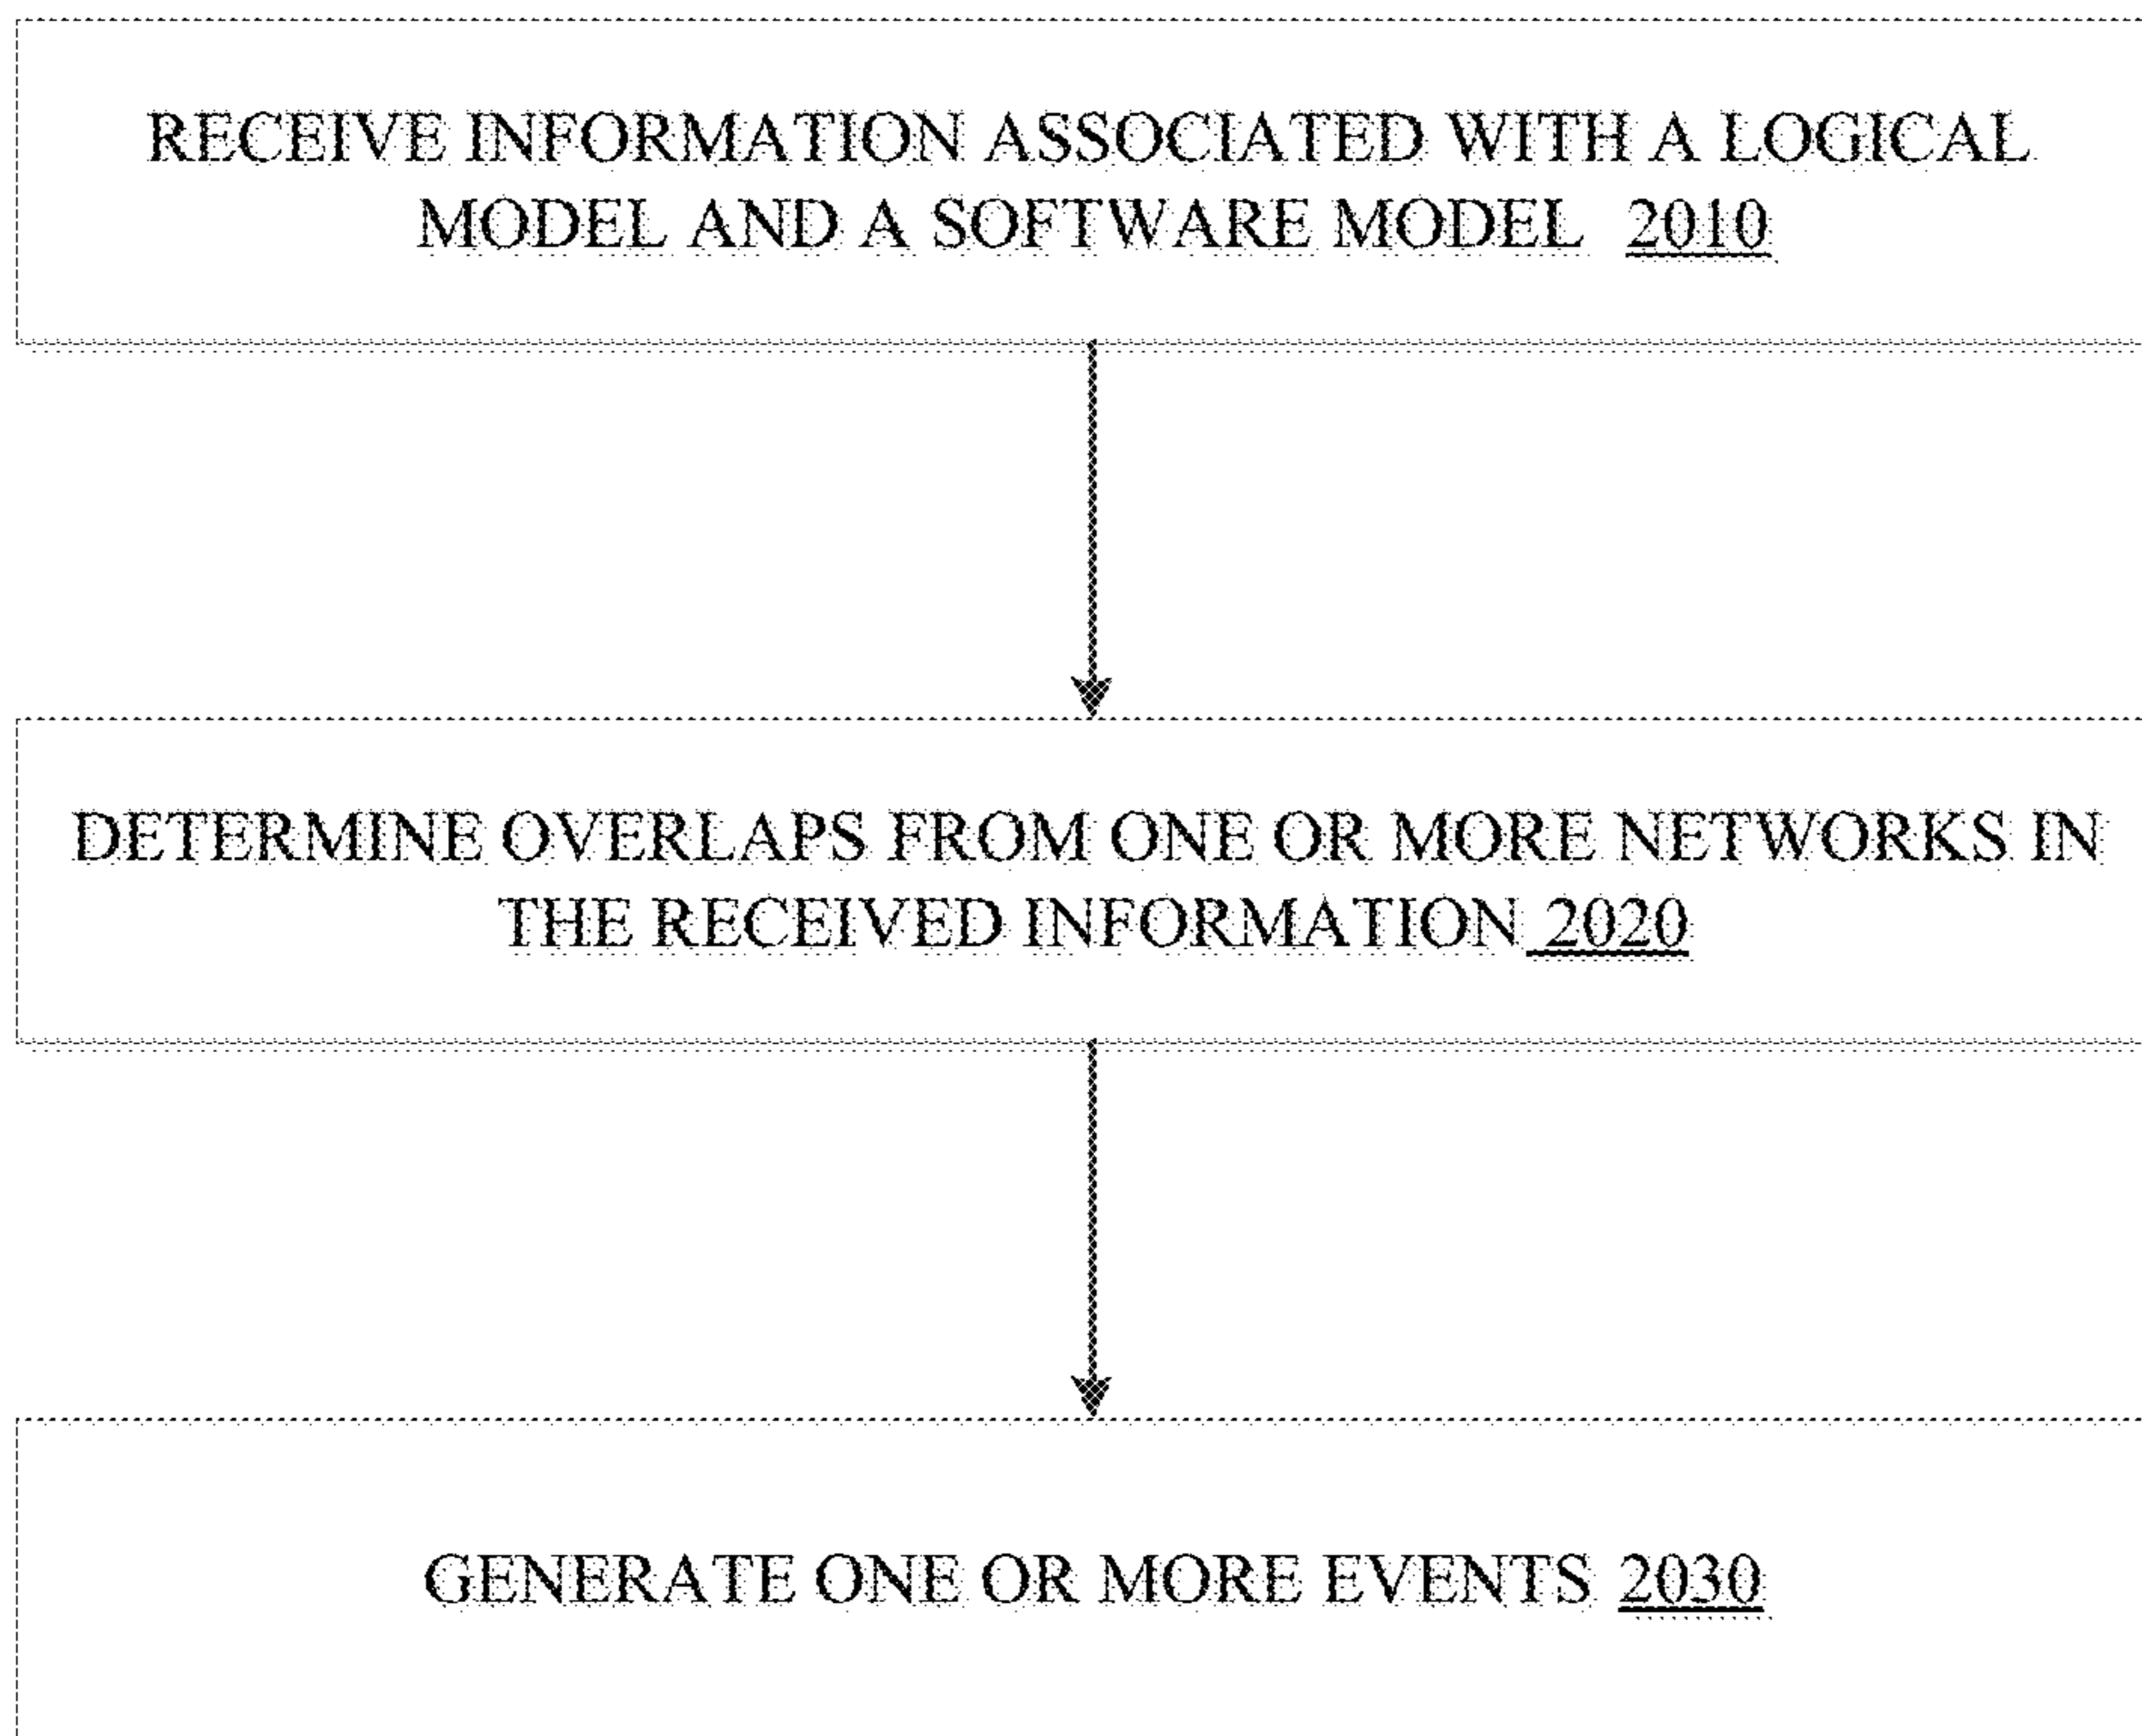 RECEIVE INFORMATION ASSOCIATED WITH A LOGICAL
MODEL AND A SOFTWARE MODEL 2010
DETERMINE OVERLAPS FROM ONE OR MORE NETWORKS IN
THE RECEIVED INFORMATION 2020
GENERATE ONE OR MORE EVENTS 2030